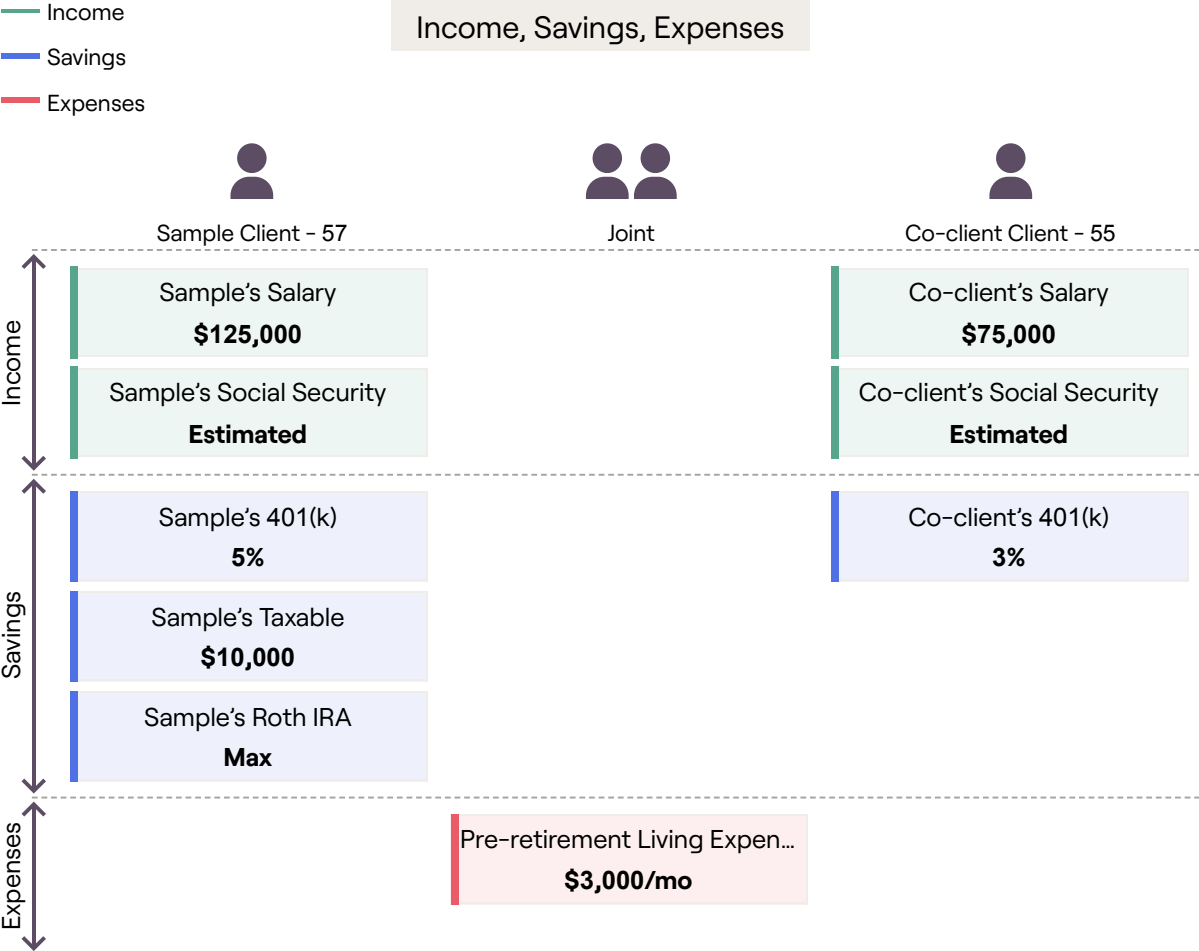 Income
Savings
Expenses
Income, Savings, Expenses
Sample Client - 57
Joint
Co-client Client - 55
Income
Sample's Salary
$125,000
Co-client's Salary
$75,000
Sample's Social Security
Estimated
Co-client's Social Security
Estimated
Savings
Sample's 401(k)
5%
Co-client's 401(k)
3%
Sample's Taxable
$10,000
Sample's Roth IRA
Max
Expenses
Pre-retirement Living Expen...
$3,000/mo